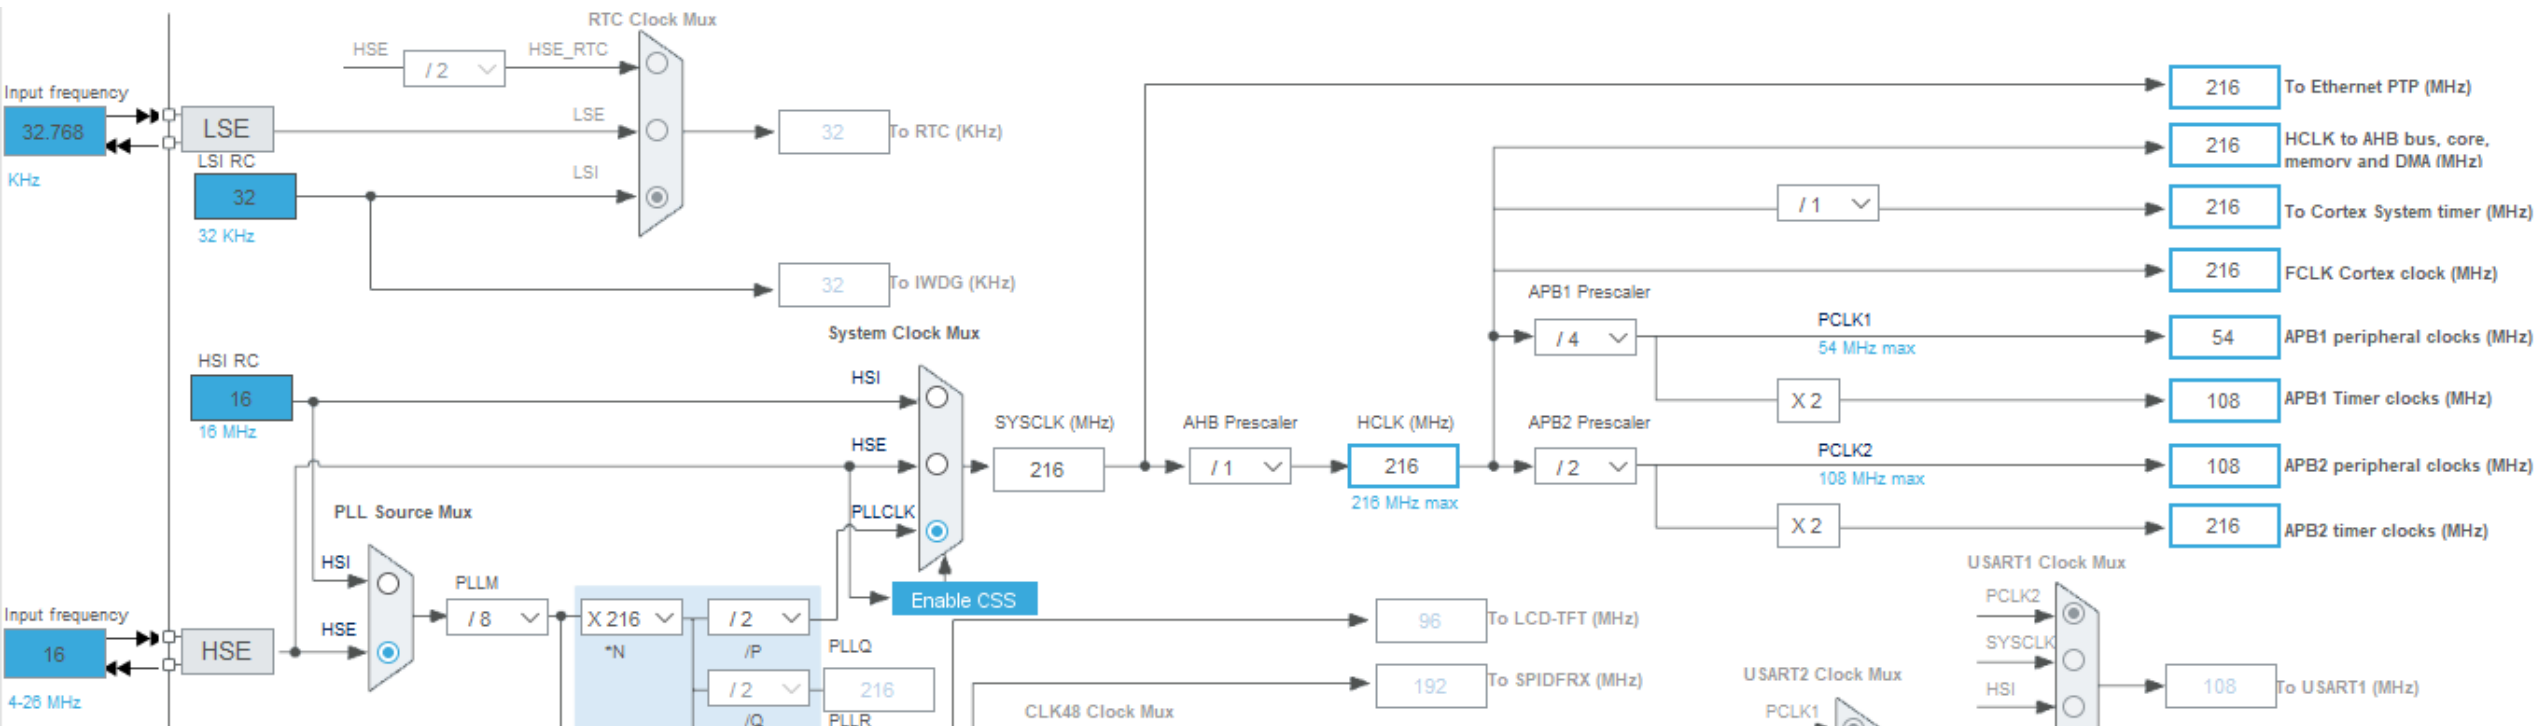 RTC Clock Mux
HSE
/ 2
HSE_RTC
Input frequency
32.768
KHz
LSE
LSE
32
To RTC (KHz)
LSI RC
32
32 KHz
LSI
32
To IWDG (KHz)
216
To Ethernet PTP (MHz)
216
HCLK to AHB bus, core,
memory and DMA (MHz)
/ 1
216
To Cortex System timer (MHz)
216
FCLK Cortex clock (MHz)
APB1 Prescaler
/ 4
PCLK1
54 MHz max
54
APB1 peripheral clocks (MHz)
X 2
108
APB1 Timer clocks (MHz)
System Clock Mux
HSI RC
16
16 MHz
HSI
HSE
PLLCLK
SYSCLK (MHz)
216
AHB Prescaler
/ 1
HCLK (MHz)
216
216 MHz max
APB2 Prescaler
/ 2
PCLK2
108 MHz max
108
APB2 peripheral clocks (MHz)
X 2
216
APB2 timer clocks (MHz)
PLL Source Mux
HSI
HSE
Input frequency
16
4-26 MHz
HSE
PLLM
/ 8
X 216
*N
/ 2
/P
PLLQ
/ 2
216
/Q
PLLR
Enable CSS
96
To LCD-TFT (MHz)
192
To SPIDFRX (MHz)
CLK48 Clock Mux
USART1 Clock Mux
PCLK2
SYSCLK
HSI
108
To USART1 (MHz)
USART2 Clock Mux
PCLK1